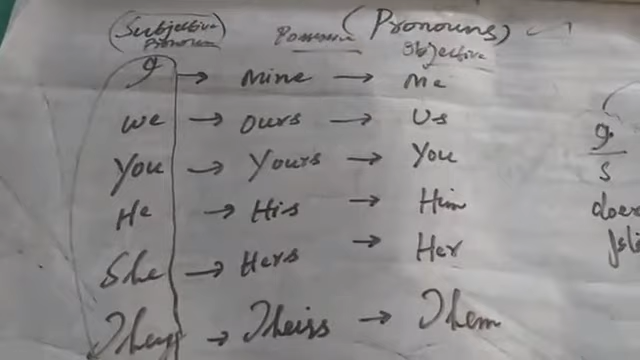 (Subjective Pronoun) Possessive (Pronouns) Objective
I → Mine → Me
We → Ours → Us
You → Yours → You
He → His → Him
She → Hers → Her
They → Theirs → Them
I
S
does